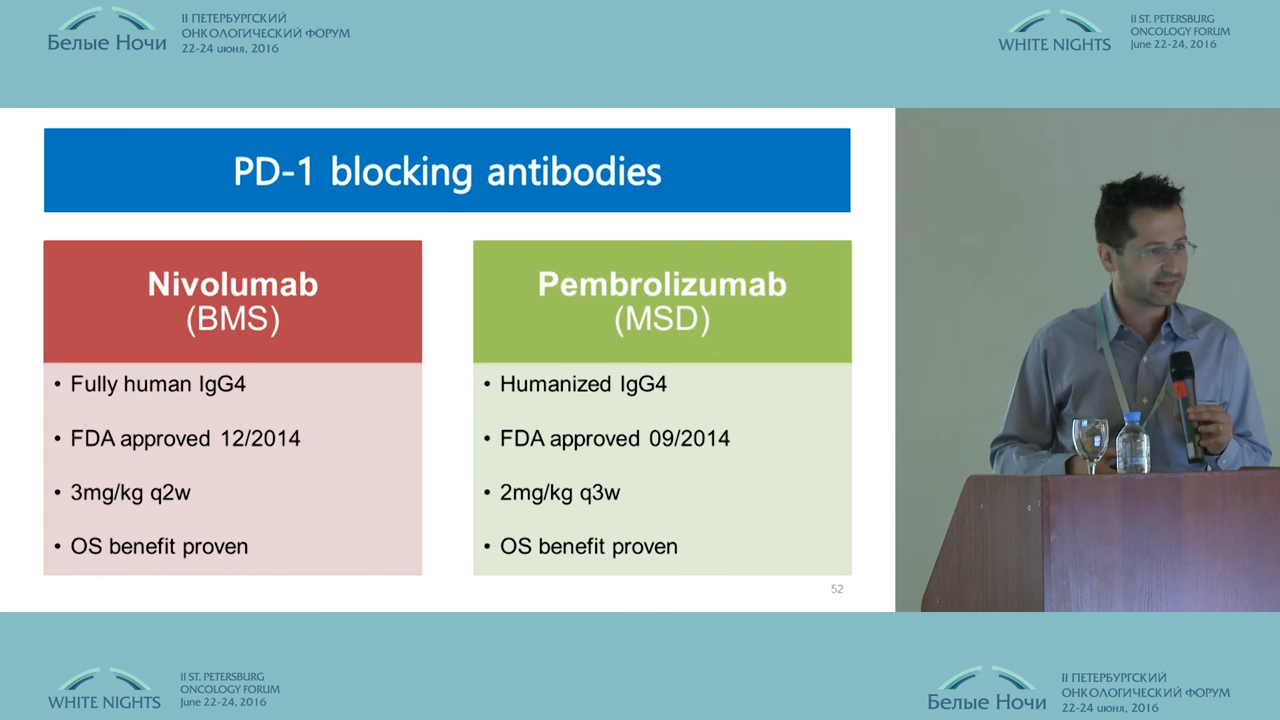 Белые Ночи
II ПЕТЕРБУРГСКИЙ
ОНКОЛОГИЧЕСКИЙ ФОРУМ
22-24 июня, 2016
WHITE NIGHTS
II ST. PETERSBURG
ONCOLOGY FORUM
June 22-24, 2016
PD-1 blocking antibodies
Nivolumab
(BMS)
• Fully human IgG4
• FDA approved 12/2014
• 3mg/kg q2w
• OS benefit proven
Pembrolizumab
(MSD)
• Humanized IgG4
• FDA approved 09/2014
• 2mg/kg q3w
• OS benefit proven
52
WHITE NIGHTS
II ST. PETERSBURG
ONCOLOGY FORUM
June 22-24, 2016
Белые Ночи
II ПЕТЕРБУРГСКИЙ
ОНКОЛОГИЧЕСКИЙ ФОРУМ
22-24 июня, 2016